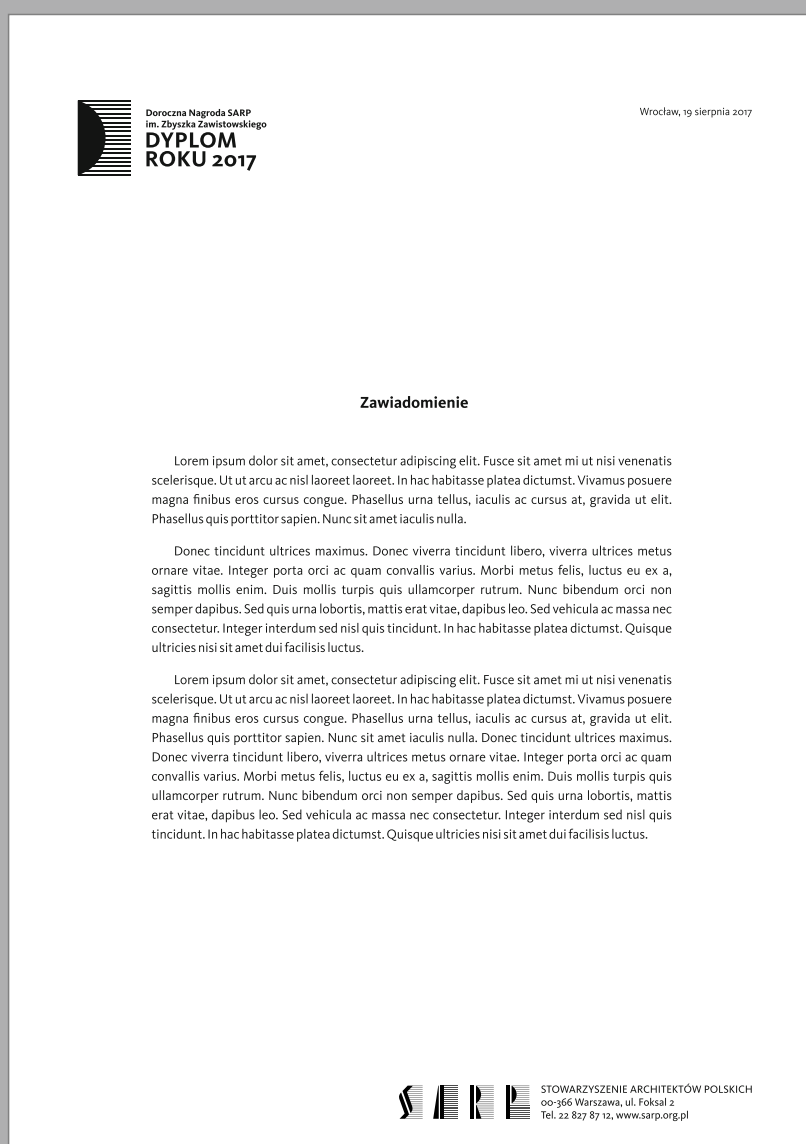 Doroczna Nagroda SARP
im. Zbyszka Zawistowskiego
DYPLOM
ROKU 2017
Wrocław, 19 sierpnia 2017
Zawiadomienie
Lorem ipsum dolor sit amet, consectetur adipiscing elit. Fusce sit amet mi ut nisi venenatis
scelerisque. Ut ut arcu ac nisl laoreet laoreet. In hac habitasse platea dictumst. Vivamus posuere
magna finibus eros cursus congue. Phasellus urna tellus, iaculis ac cursus at, gravida ut elit.
Phasellus quis porttitor sapien. Nunc sit amet iaculis nulla.
Donec tincidunt ultrices maximus. Donec viverra tincidunt libero, viverra ultrices metus
ornare vitae. Integer porta orci ac quam convallis varius. Morbi metus felis, luctus eu ex a,
sagittis mollis enim. Duis mollis turpis quis ullamcorper rutrum. Nunc bibendum orci non
semper dapibus. Sed quis urna lobortis, mattis erat vitae, dapibus leo. Sed vehicula ac massa nec
consectetur. Integer interdum sed nisl quis tincidunt. In hac habitasse platea dictumst. Quisque
ultricies nisi sit amet dui facilisis luctus.
Lorem ipsum dolor sit amet, consectetur adipiscing elit. Fusce sit amet mi ut nisi venenatis
scelerisque. Ut ut arcu ac nisl laoreet laoreet. In hac habitasse platea dictumst. Vivamus posuere
magna finibus eros cursus congue. Phasellus urna tellus, iaculis ac cursus at, gravida ut elit.
Phasellus quis porttitor sapien. Nunc sit amet iaculis nulla. Donec tincidunt ultrices maximus.
Donec viverra tincidunt libero, viverra ultrices metus ornare vitae. Integer porta orci ac quam
convallis varius. Morbi metus felis, luctus eu ex a, sagittis mollis enim. Duis mollis turpis quis
ullamcorper rutrum. Nunc bibendum orci non semper dapibus. Sed quis urna lobortis, mattis
erat vitae, dapibus leo. Sed vehicula ac massa nec consectetur. Integer interdum sed nisl quis
tincidunt. In hac habitasse platea dictumst. Quisque ultricies nisi sit amet dui facilisis luctus.
SARP
STOWARZYSZENIE ARCHITEKTÓW POLSKICH
00-366 Warszawa, ul. Foksal 2
Tel. 22 827 87 12, www.sarp.org.pl